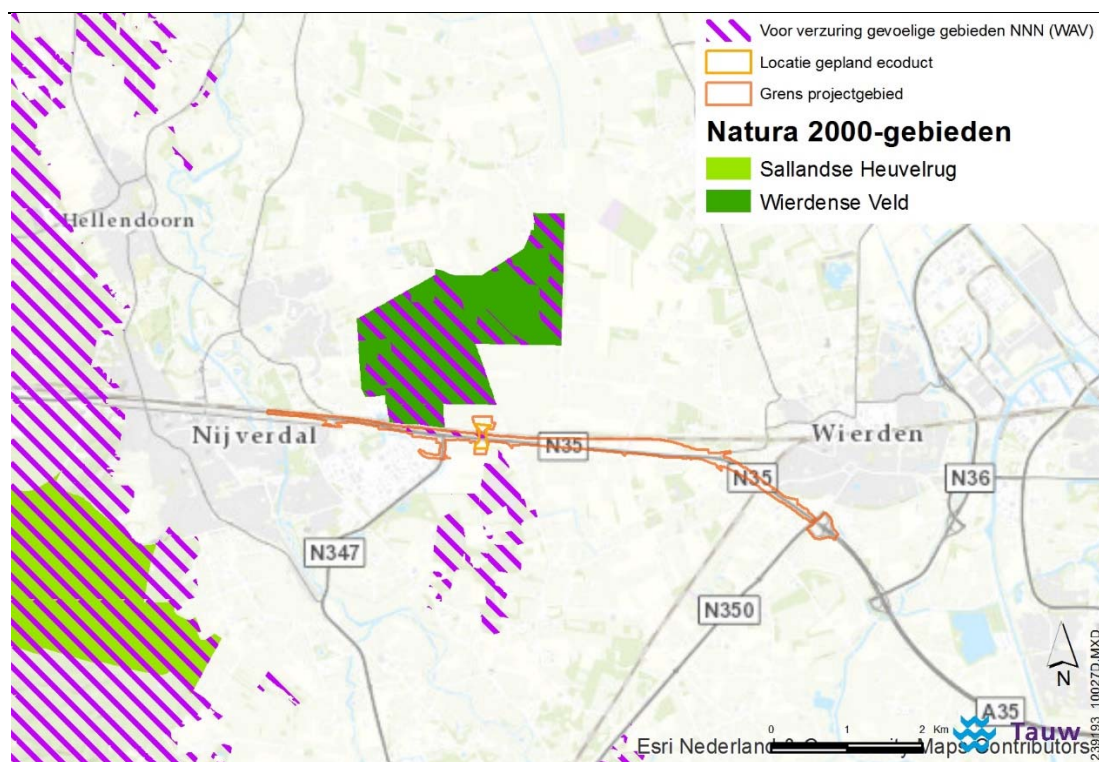 Voor verzuring gevoelige gebieden NNN (WAV)
Locatie gepland ecoduct
Grens projectgebied
Natura 2000-gebieden
Sallandse Heuvelrug
Wierdense Veld
Hellendoorn
Nijverdal
Wierden
N35
N35
N36
N347
N350
A35
N
0 1 2 Km
Tauw
Esri Nederland Maps Contributors
239193_10027D.MXD